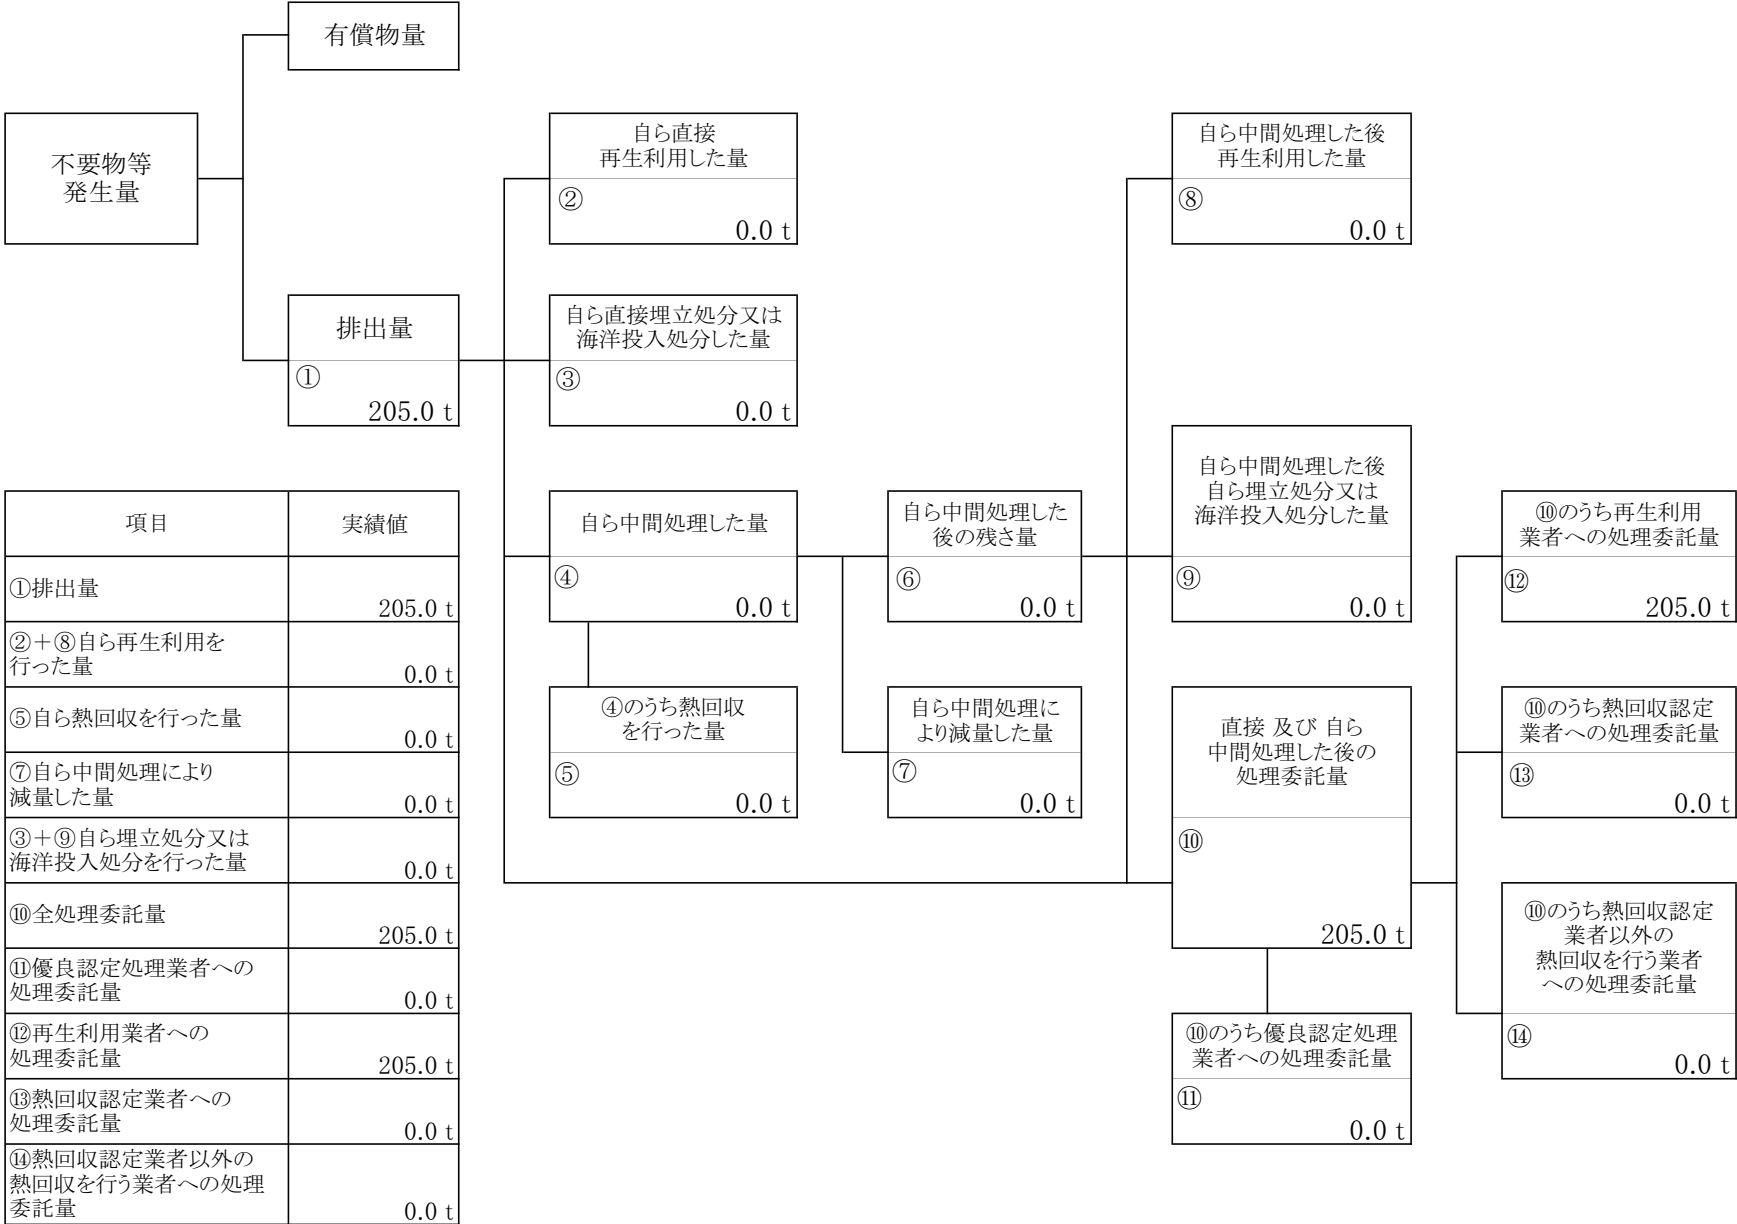 有償物量
不要物等
発生量
自ら直接
再生利用した量
②
0.0 t
自ら中間処理した後
再生利用した量
⑧
0.0 t
排出量
①
205.0 t
自ら直接埋立処分又は
海洋投入処分した量
③
0.0 t
自ら中間処理した量
④
0.0 t
自ら中間処理した
後の残さ量
⑥
0.0 t
自ら中間処理した後
自ら埋立処分又は
海洋投入処分した量
⑨
0.0 t
⑩のうち再生利用
業者への処理委託量
⑫
205.0 t
④のうち熱回収
を行った量
⑤
0.0 t
自ら中間処理に
より減量した量
⑦
0.0 t
直接 及び 自ら
中間処理した後の
処理委託量
⑩
205.0 t
⑩のうち熱回収認定
業者への処理委託量
⑬
0.0 t
⑩のうち熱回収認定
業者以外の
熱回収を行う業者
への処理委託量
⑭
0.0 t
⑩のうち優良認定処理
業者への処理委託量
⑪
0.0 t
項目 実績値
①排出量
205.0 t
②＋⑧自ら再生利用を
行った量
0.0 t
⑤自ら熱回収を行った量
0.0 t
⑦自ら中間処理により
減量した量
0.0 t
③＋⑨自ら埋立処分又は
海洋投入処分を行った量
0.0 t
⑩全処理委託量
205.0 t
⑪優良認定処理業者への
処理委託量
0.0 t
⑫再生利用業者への
処理委託量
205.0 t
⑬熱回収認定業者への
処理委託量
0.0 t
⑭熱回収認定業者以外の
熱回収を行う業者への処理
委託量
0.0 t